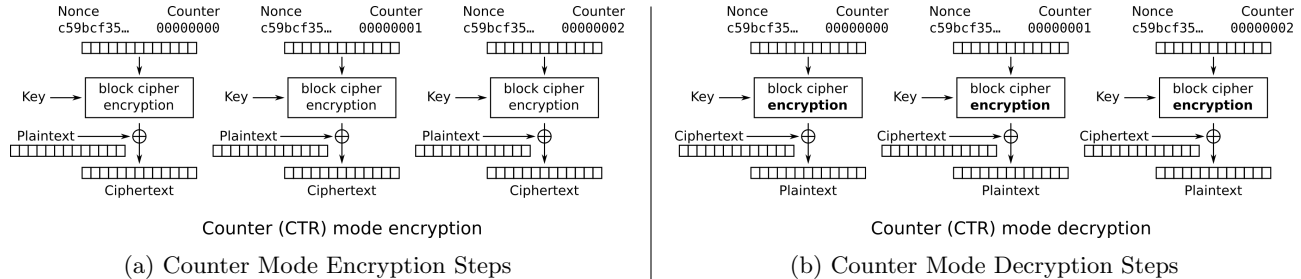 Nonce Counter Nonce Counter Nonce Counter
c59bcf35… 00000000 c59bcf35… 00000001 c59bcf35… 00000002
Key block cipher encryption Key block cipher encryption Key block cipher encryption
Plaintext Plaintext Plaintext
Ciphertext Ciphertext Ciphertext
Counter (CTR) mode encryption
(a) Counter Mode Encryption Steps
Nonce Counter Nonce Counter Nonce Counter
c59bcf35… 00000000 c59bcf35… 00000001 c59bcf35… 00000002
Key block cipher encryption Key block cipher encryption Key block cipher encryption
Ciphertext Ciphertext Ciphertext
Plaintext Plaintext Plaintext
Counter (CTR) mode decryption
(b) Counter Mode Decryption Steps